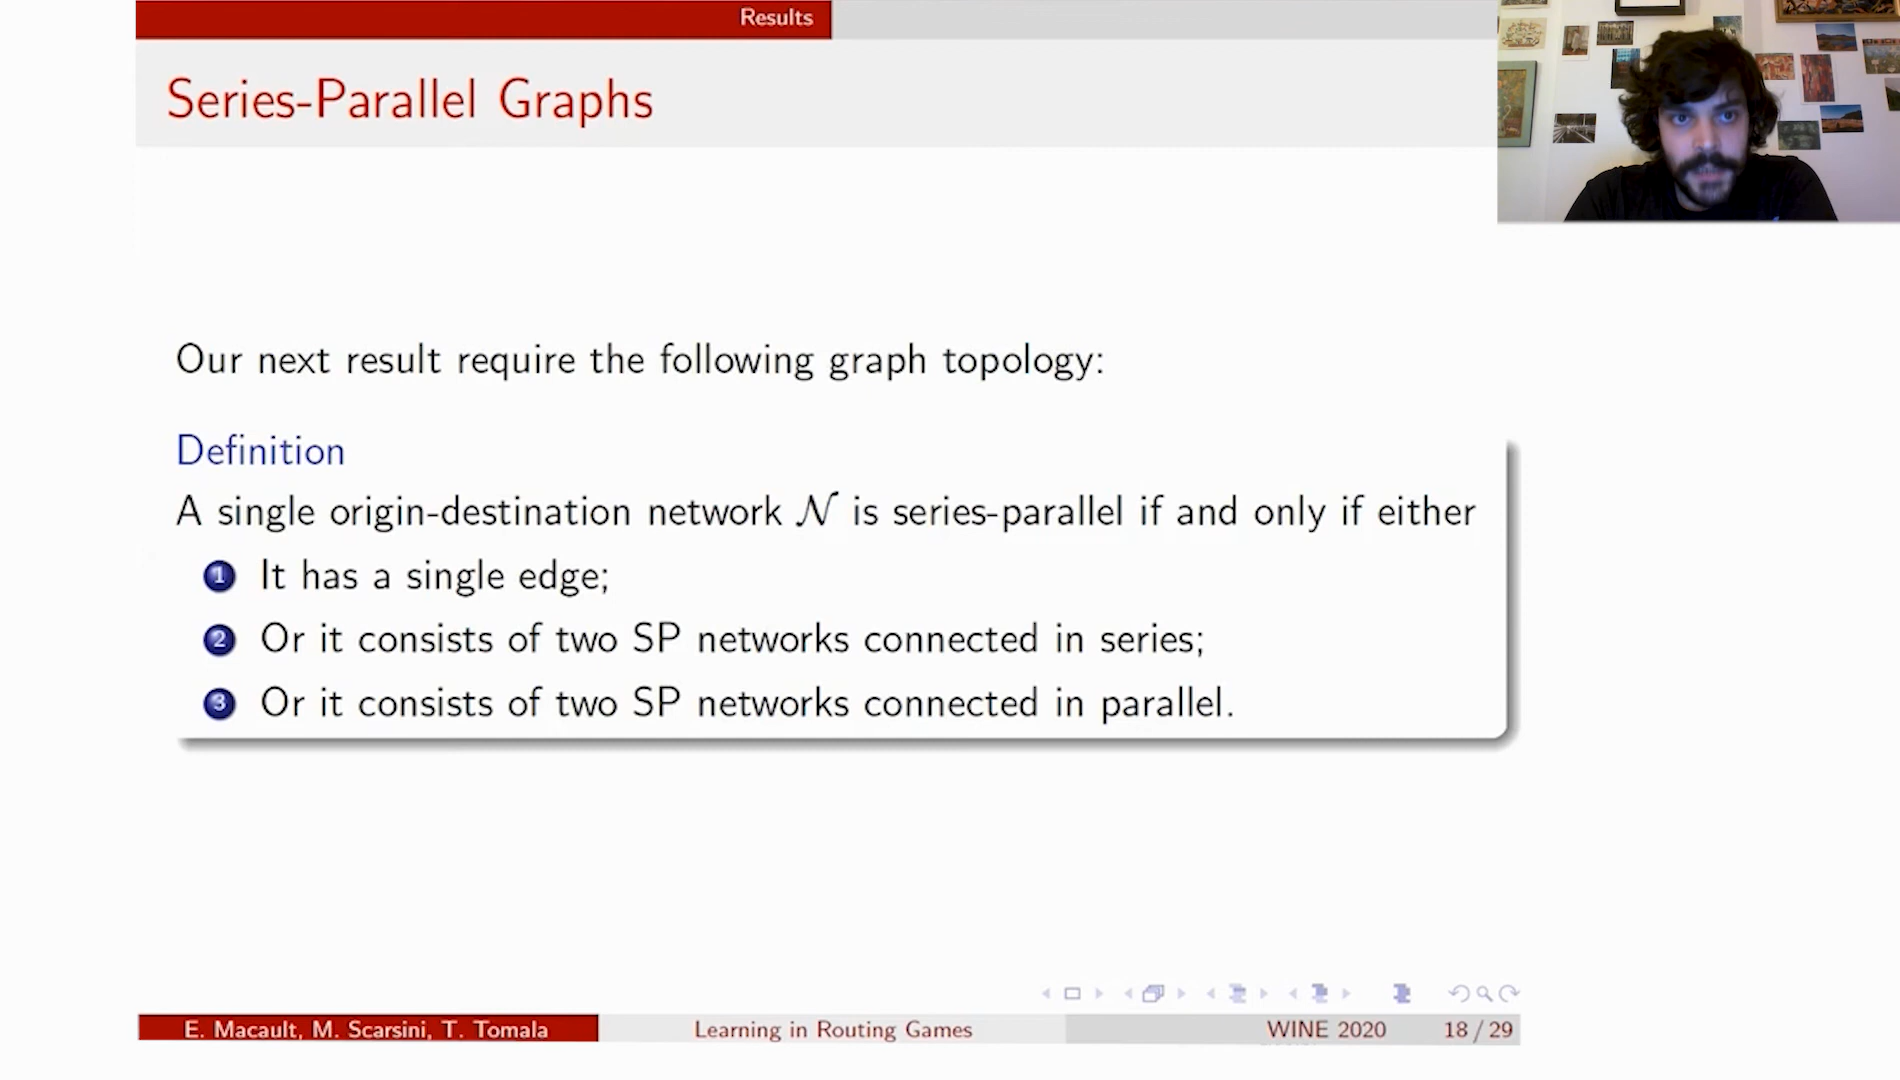 Results
Series-Parallel Graphs
Our next result require the following graph topology:
Definition
A single origin-destination network 𝒩 is series-parallel if and only if either
1 It has a single edge;
2 Or it consists of two SP networks connected in series;
3 Or it consists of two SP networks connected in parallel.
E. Macault, M. Scarsini, T. Tomala Learning in Routing Games WINE 2020 18 / 29